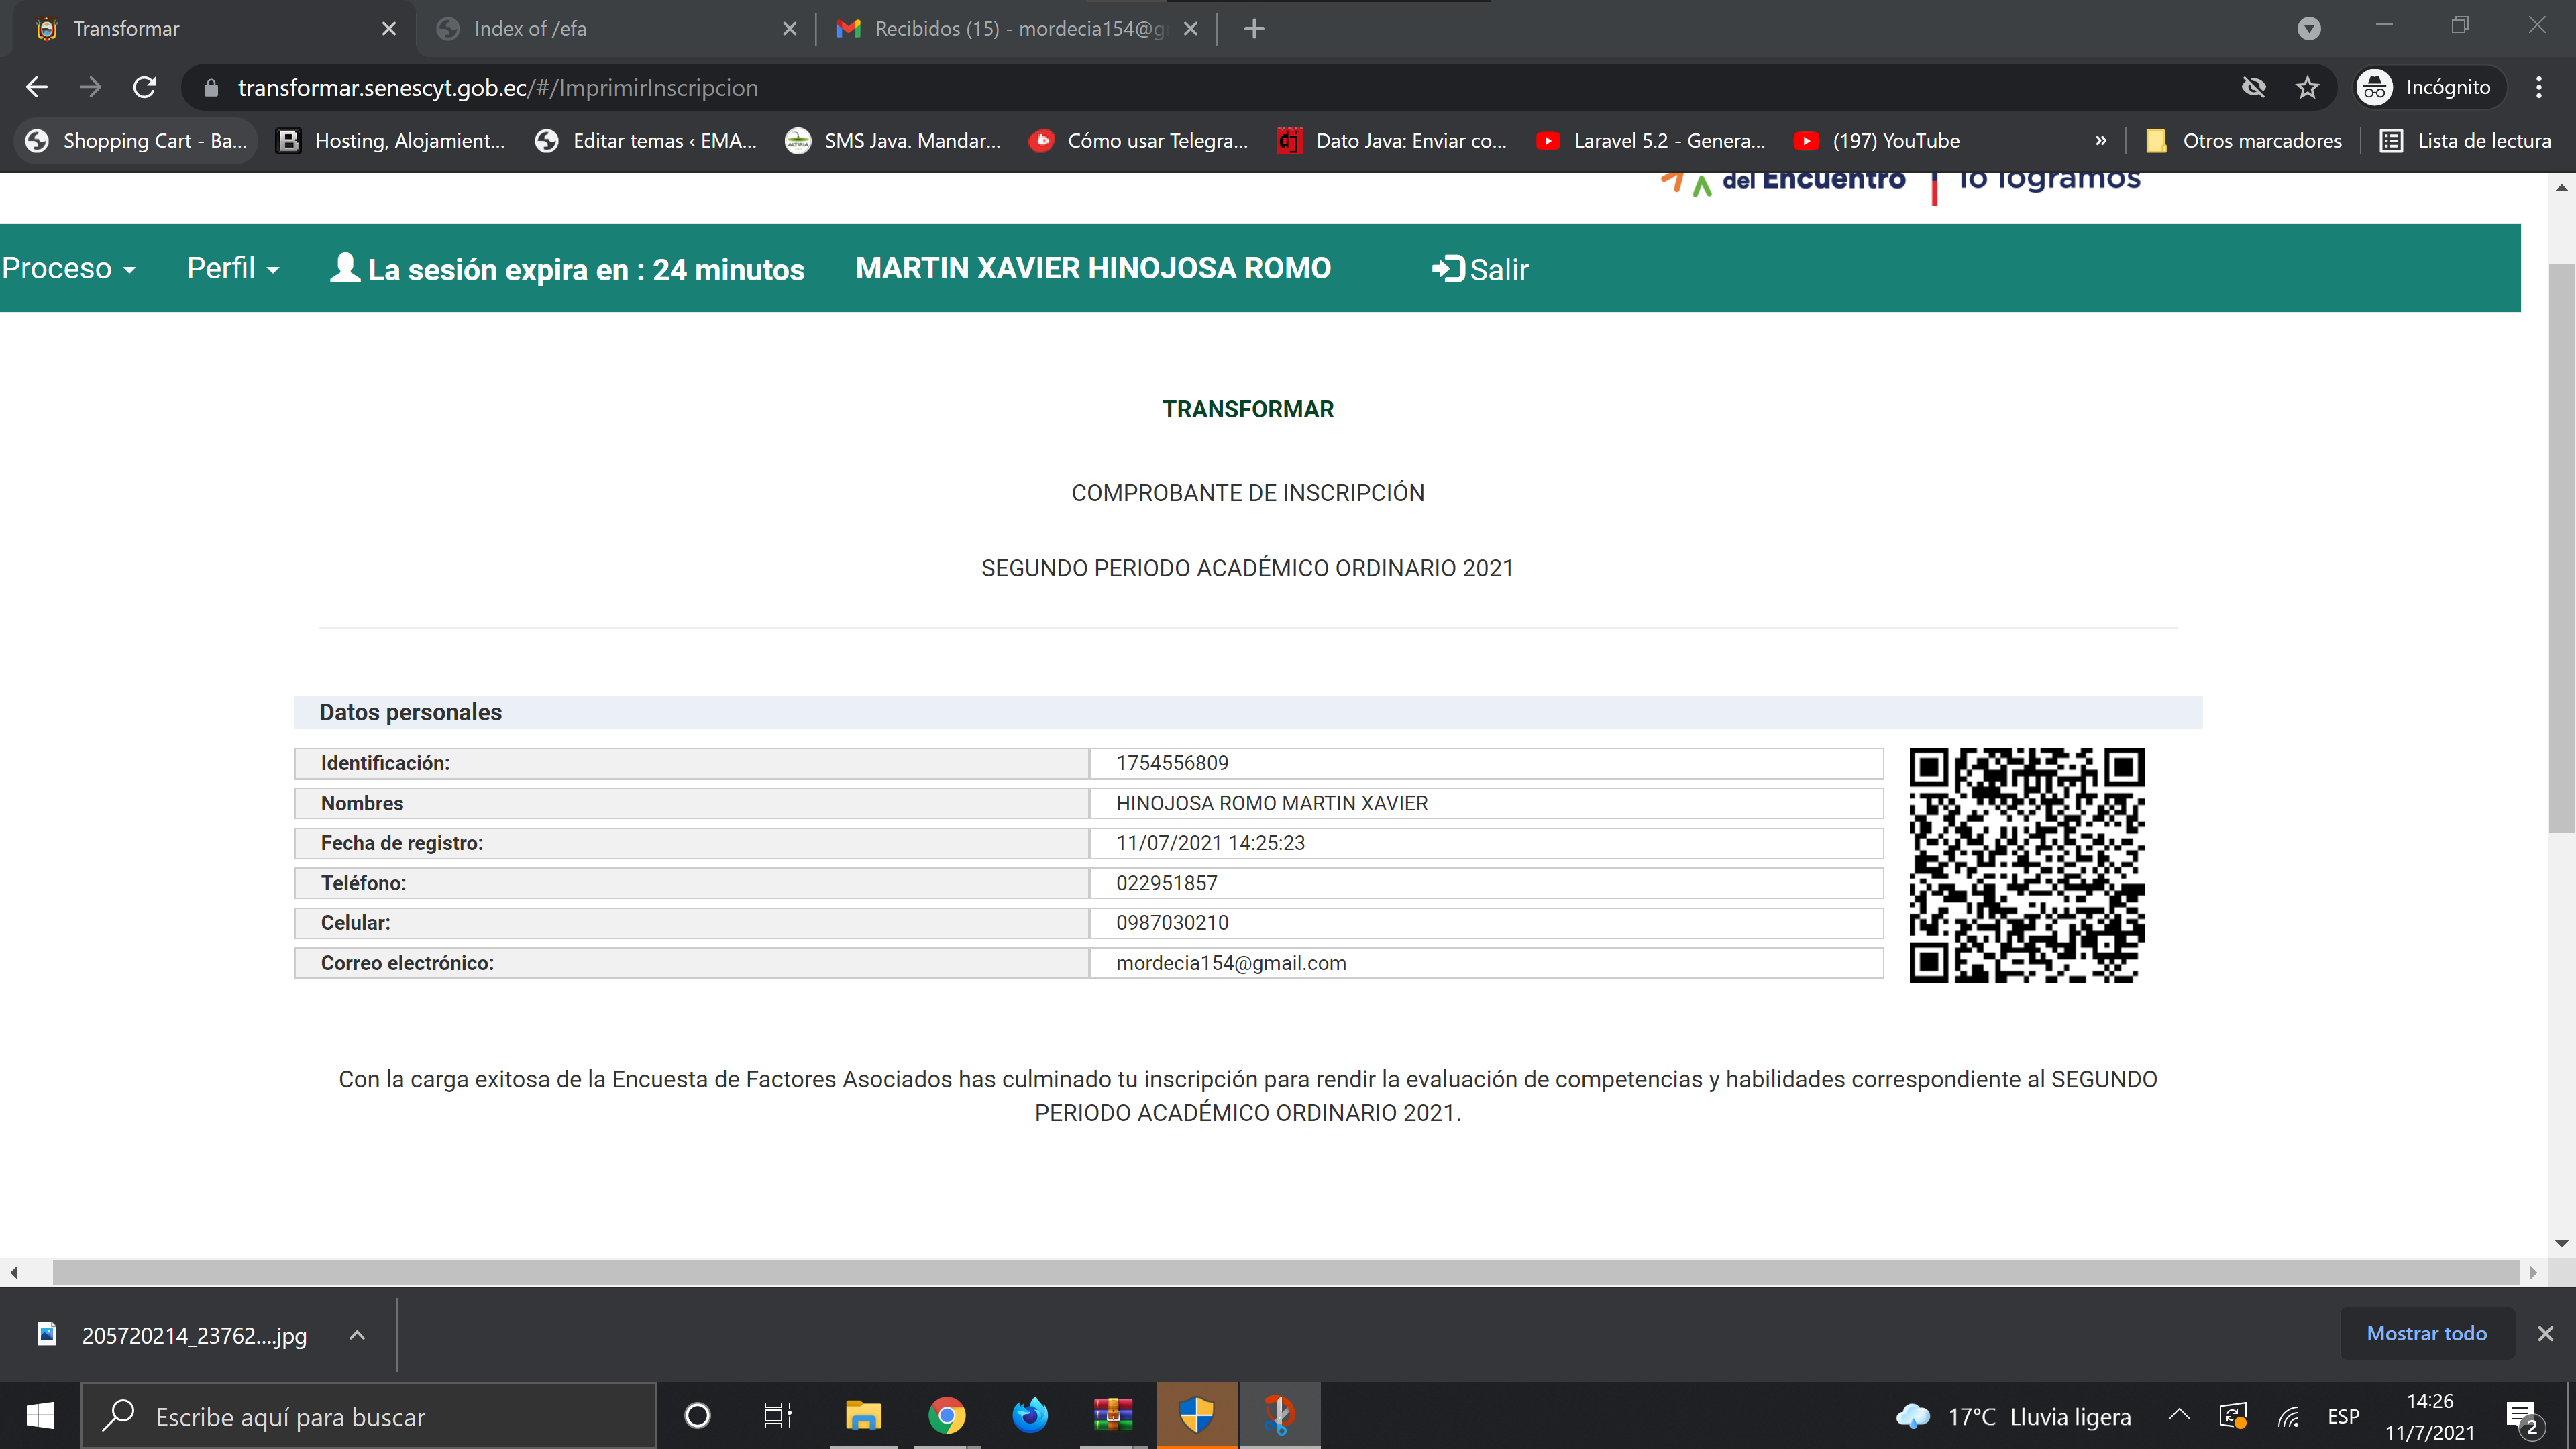 Transformar
Index of /efa
Recibidos (15) - mordecia154@g
transformar.senescyt.gob.ec/#/ImprimirInscripcion
Incógnito
Shopping Cart - Ba...
Hosting, Alojamient...
Editar temas ‹ EMA...
SMS Java. Mandar...
Cómo usar Telegra...
Dato Java: Enviar co...
Laravel 5.2 - Genera...
(197) YouTube
»
Otros marcadores
Lista de lectura
del Encuentro
lo logramos
Proceso
Perfil
La sesión expira en : 24 minutos
MARTIN XAVIER HINOJOSA ROMO
Salir
TRANSFORMAR
COMPROBANTE DE INSCRIPCIÓN
SEGUNDO PERIODO ACADÉMICO ORDINARIO 2021
Datos personales
Identificación: 1754556809
Nombres HINOJOSA ROMO MARTIN XAVIER
Fecha de registro: 11/07/2021 14:25:23
Teléfono: 022951857
Celular: 0987030210
Correo electrónico: mordecia154@gmail.com
Con la carga exitosa de la Encuesta de Factores Asociados has culminado tu inscripción para rendir la evaluación de competencias y habilidades correspondiente al SEGUNDO
PERIODO ACADÉMICO ORDINARIO 2021.
205720214_23762....jpg
Mostrar todo
Escribe aquí para buscar
17°C Lluvia ligera
ESP
14:26
11/7/2021
2